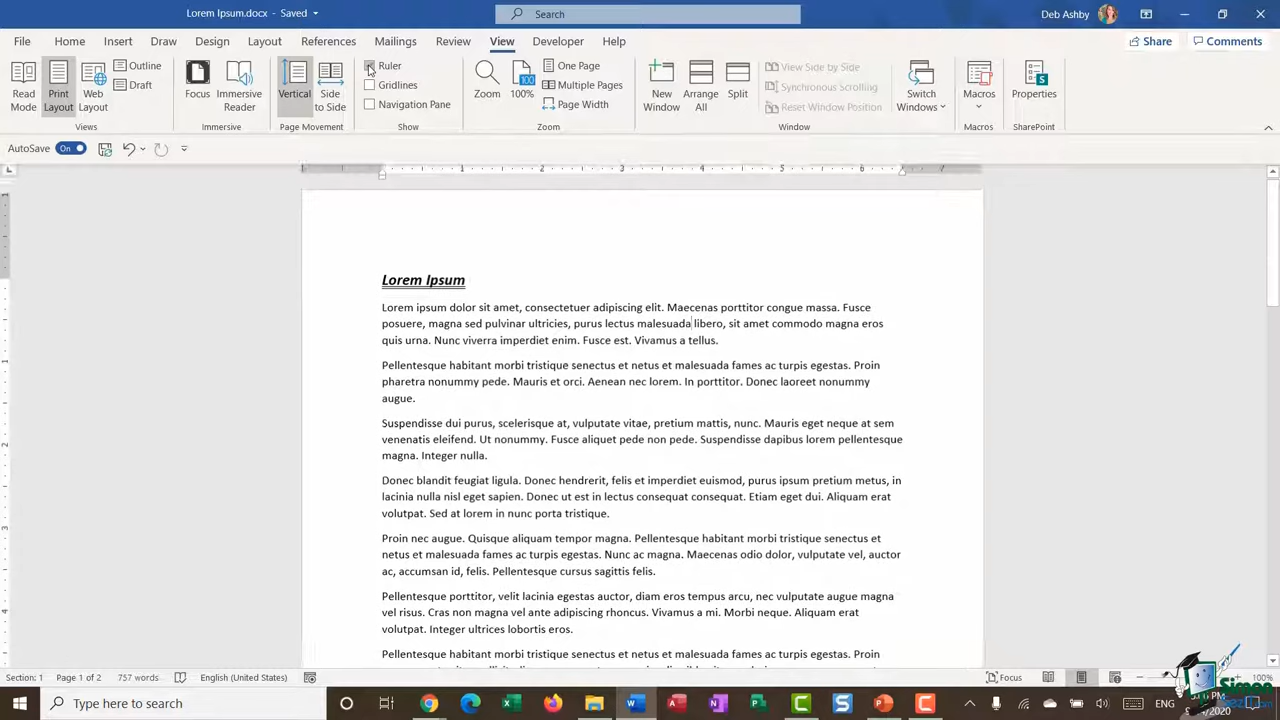 Lorem Ipsum.docx - Saved
Search
Deb Ashby
File Home Insert Draw Design Layout References Mailings Review View Developer Help
Share Comments
Read Mode
Print Layout
Web Layout
Outline
Draft
Views
Focus
Immersive Reader
Immersive
Vertical
Side to Side
Page Movement
Ruler
Gridlines
Navigation Pane
Show
Zoom
100
100%
One Page
Multiple Pages
Page Width
Zoom
New Window
Arrange All
Split
View Side by Side
Synchronous Scrolling
Reset Window Position
Switch Windows
Window
Macros
Macros
Properties
SharePoint
AutoSave On
1 2 3 4 5 6 7
Lorem Ipsum
Lorem ipsum dolor sit amet, consectetuer adipiscing elit. Maecenas porttitor congue massa. Fusce
posuere, magna sed pulvinar ultricies, purus lectus malesuada libero, sit amet commodo magna eros
quis urna. Nunc viverra imperdiet enim. Fusce est. Vivamus a tellus.
Pellentesque habitant morbi tristique senectus et netus et malesuada fames ac turpis egestas. Proin
pharetra nonummy pede. Mauris et orci. Aenean nec lorem. In porttitor. Donec laoreet nonummy
augue.
Suspendisse dui purus, scelerisque at, vulputate vitae, pretium mattis, nunc. Mauris eget neque at sem
venenatis eleifend. Ut nonummy. Fusce aliquet pede non pede. Suspendisse dapibus lorem pellentesque
magna. Integer nulla.
Donec blandit feugiat ligula. Donec hendrerit, felis et imperdiet euismod, purus ipsum pretium metus, in
lacinia nulla nisl eget sapien. Donec ut est in lectus consequat consequat. Etiam eget dui. Aliquam erat
volutpat. Sed at lorem in nunc porta tristique.
Proin nec augue. Quisque aliquam tempor magna. Pellentesque habitant morbi tristique senectus et
netus et malesuada fames ac turpis egestas. Nunc ac magna. Maecenas odio dolor, vulputate vel, auctor
ac, accumsan id, felis. Pellentesque cursus sagittis felis.
Pellentesque porttitor, velit lacinia egestas auctor, diam eros tempus arcu, nec vulputate augue magna
vel risus. Cras non magna vel ante adipiscing rhoncus. Vivamus a mi. Morbi neque. Aliquam erat
volutpat. Integer ultrices lobortis eros.
Pellentesque habitant morbi tristique senectus et netus et malesuada fames ac turpis egestas. Proin
Section: 1 Page 1 of 2 757 words English (United States) Focus 100%
Type here to search
Simon